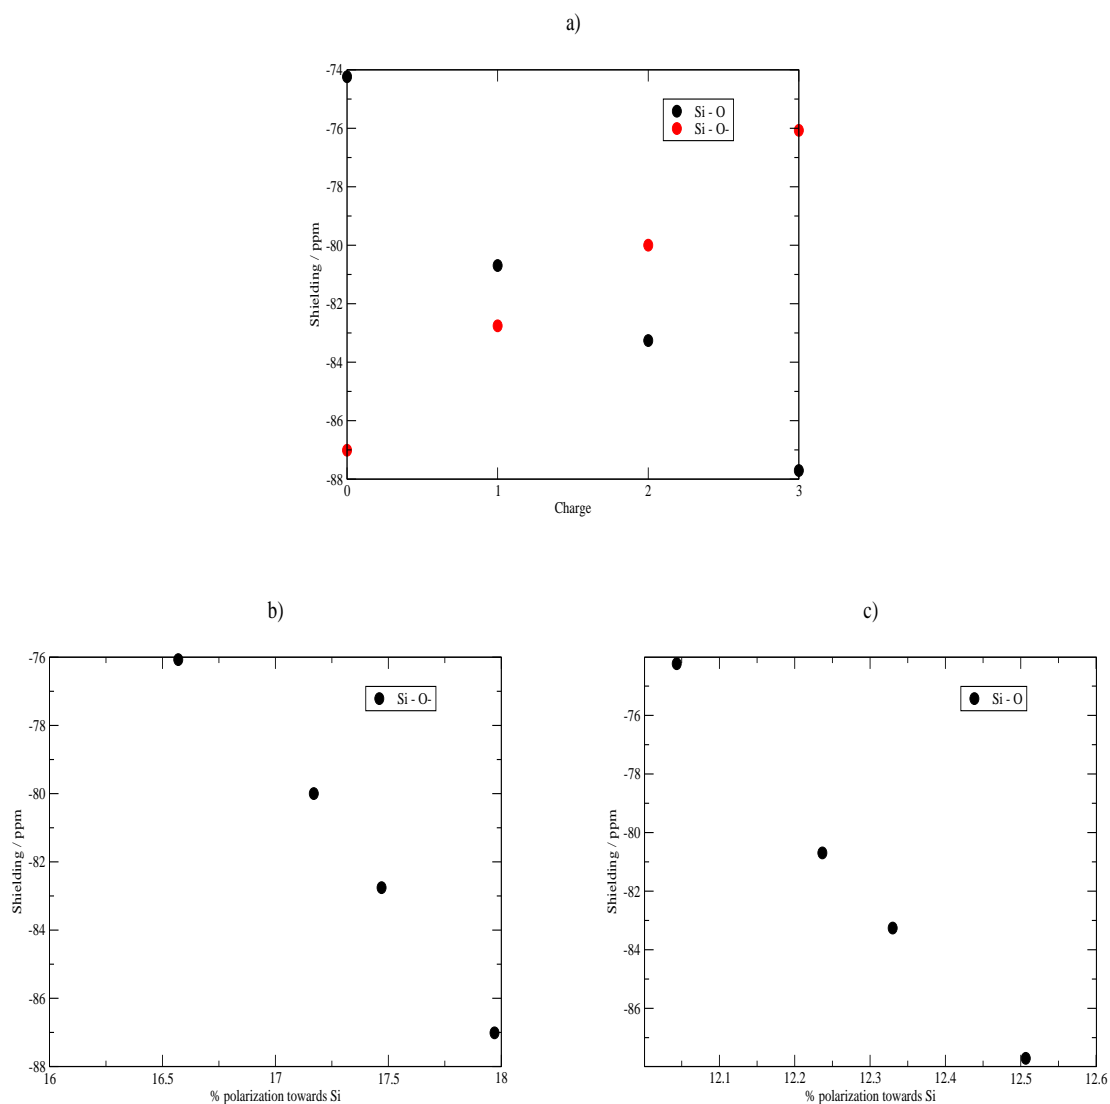 a)
-74
-76
-78
-80
-82
-84
-86
-88
Shielding / ppm
Si - O
Si - O-
0
1
2
3
Charge
b)
-76
-78
-80
-82
-84
-86
-88
Shielding / ppm
Si - O-
16
16.5
17
17.5
18
% polarization towards Si
c)
-76
-78
-80
-82
-84
-86
Shielding / ppm
Si - O
12.1
12.2
12.3
12.4
12.5
12.6
% polarization towards Si